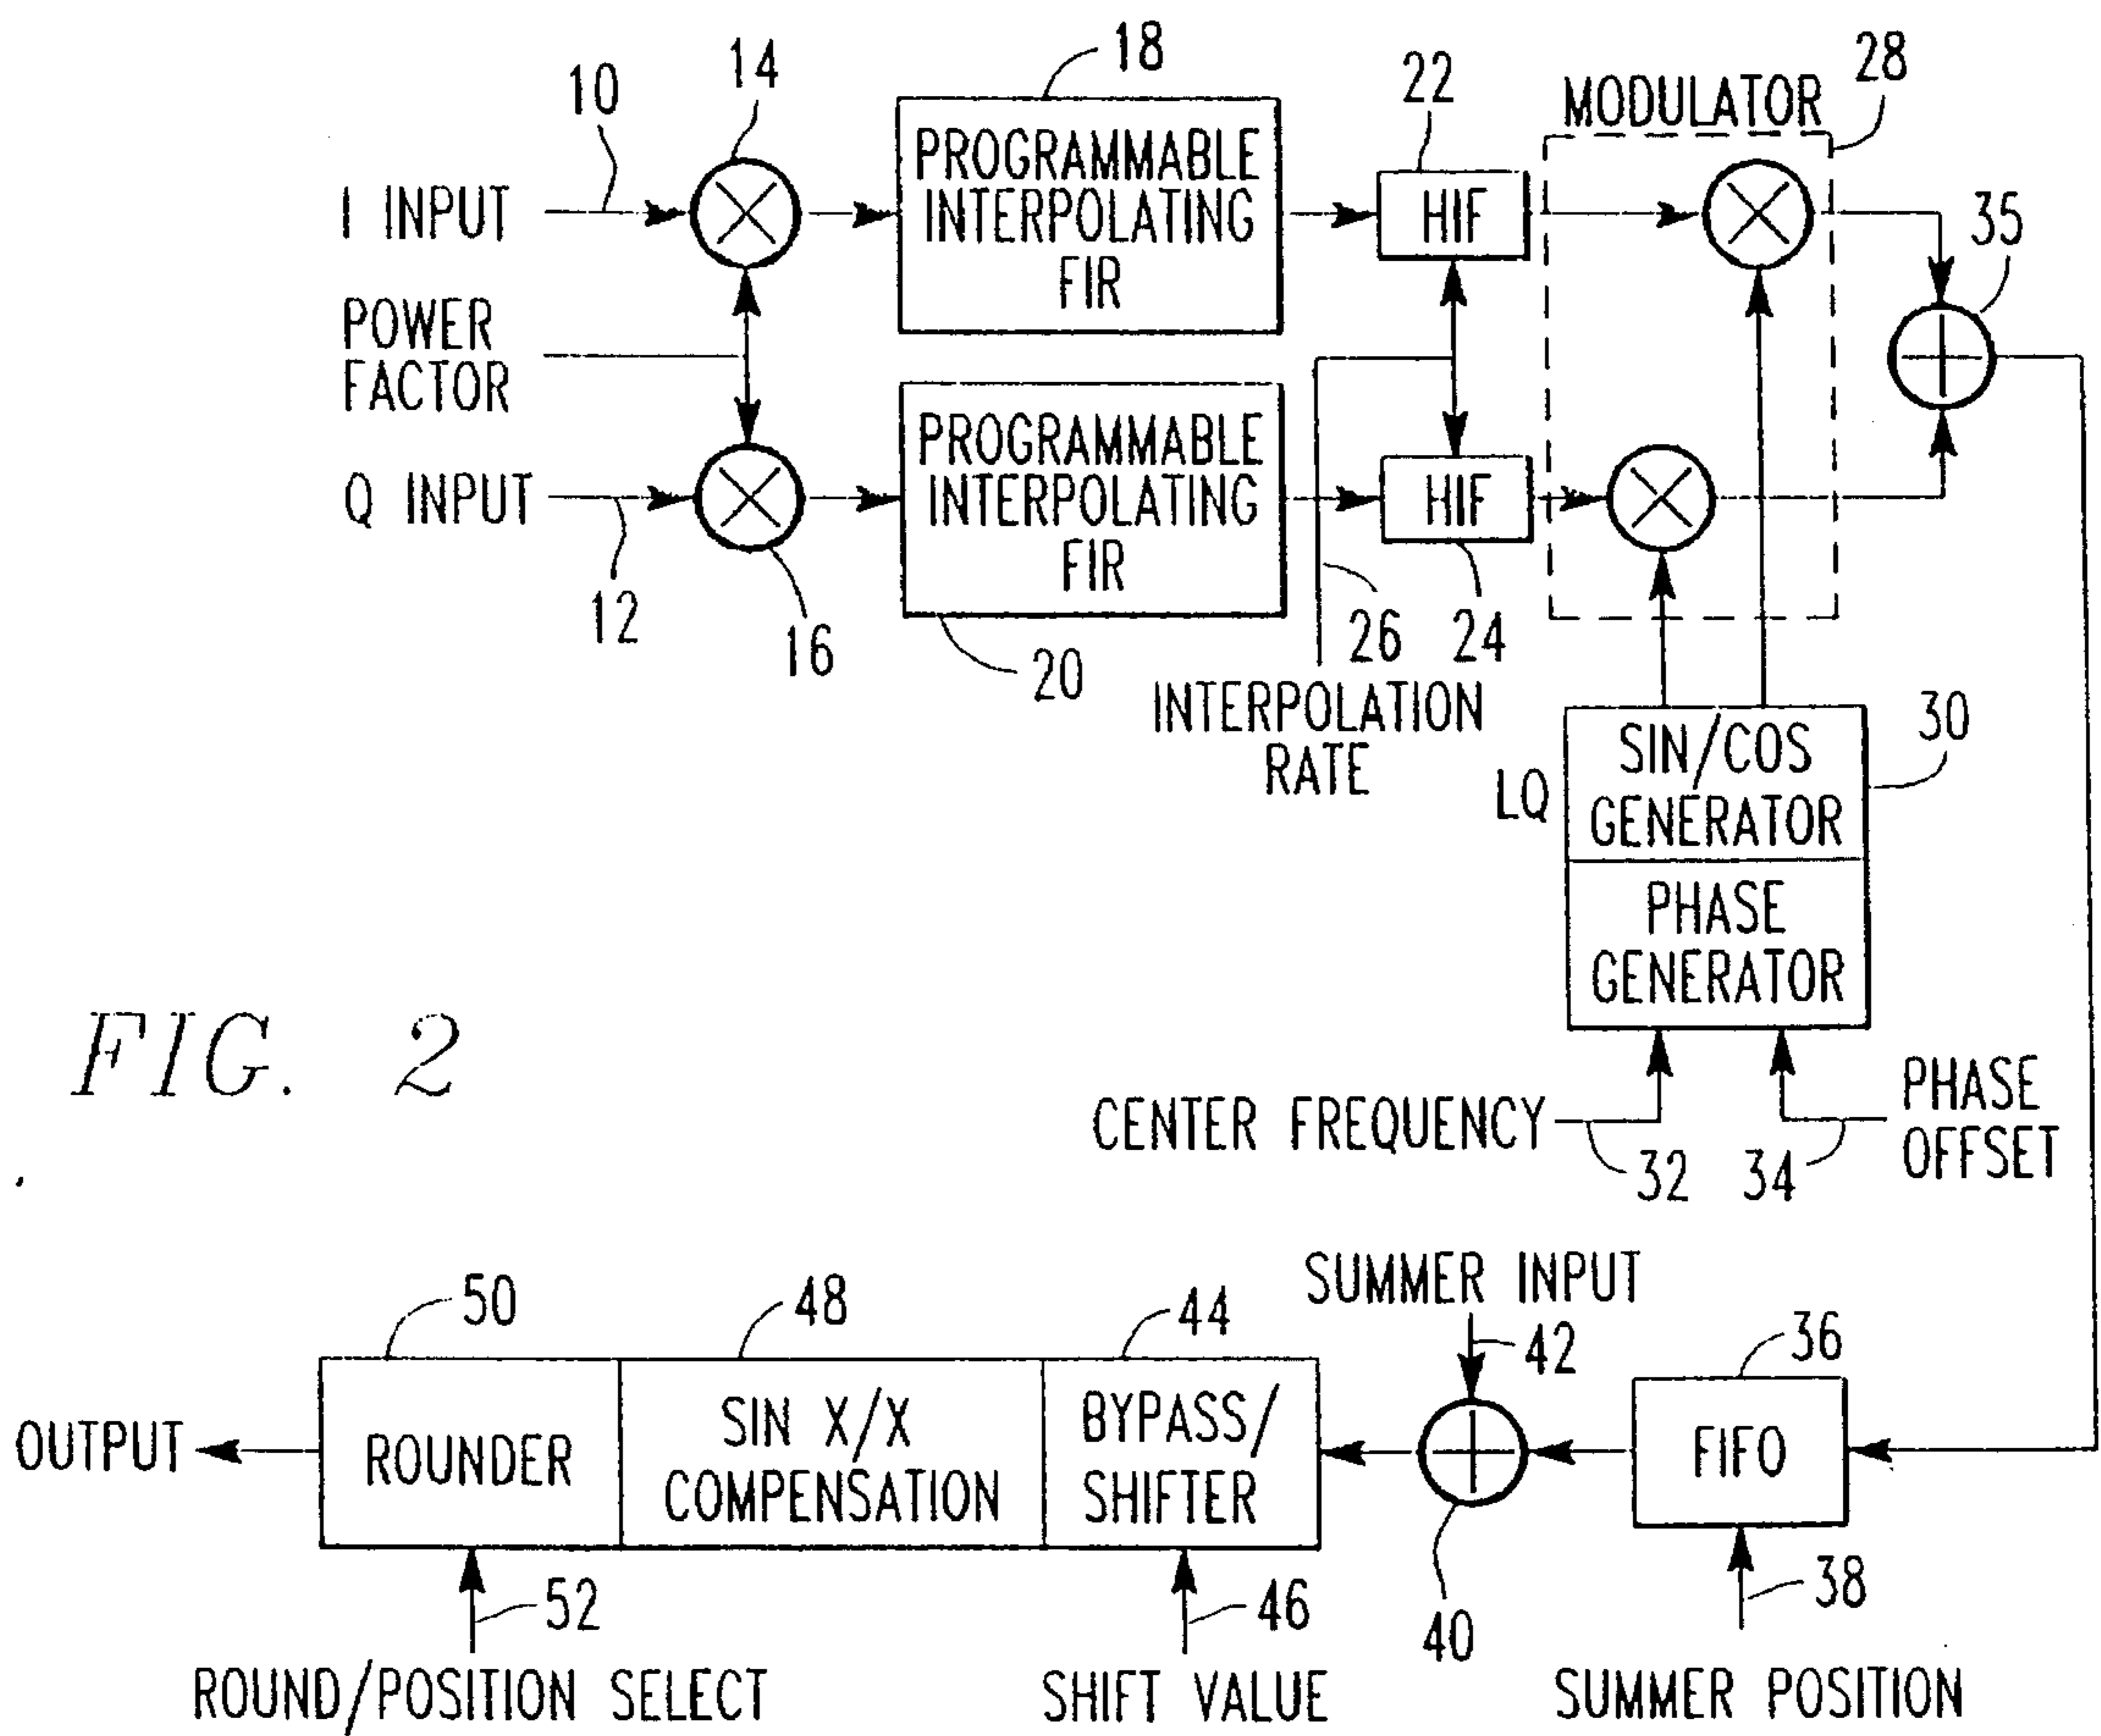 18
14
10
22
28
MODULATOR
PROGRAMMABLE
INTERPOLATING
FIR
I INPUT
HIF
35
POWER
FACTOR
PROGRAMMABLE
INTERPOLATING
FIR
Q INPUT
HIF
12
16
20
26
24
INTERPOLATION
RATE
30
LQ
SIN/COS
GENERATOR
PHASE
GENERATOR
FIG. 2
CENTER FREQUENCY
32
34
PHASE
OFFSET
SUMMER INPUT
42
50
48
44
36
OUTPUT
ROUNDER
SIN X/X
COMPENSATION
BYPASS/
SHIFTER
FIFO
52
46
40
38
ROUND/POSITION SELECT
SHIFT VALUE
SUMMER POSITION